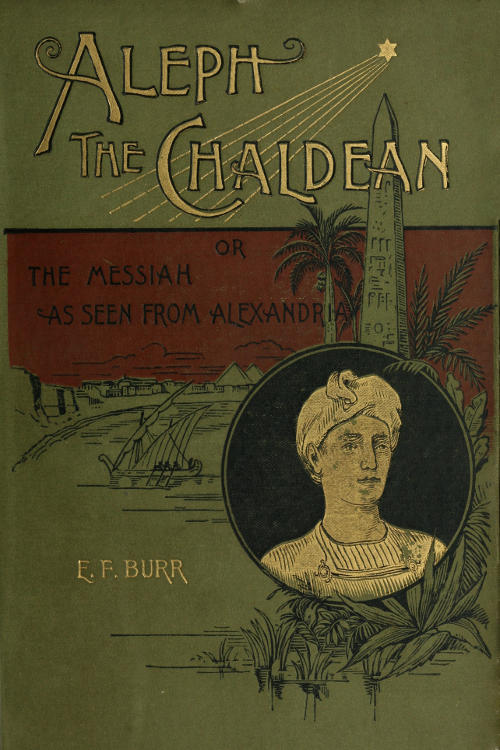 ALEPH
THE CHALDEAN
OR
THE MESSIAH
AS SEEN FROM ALEXANDRIA
E. F. BURR